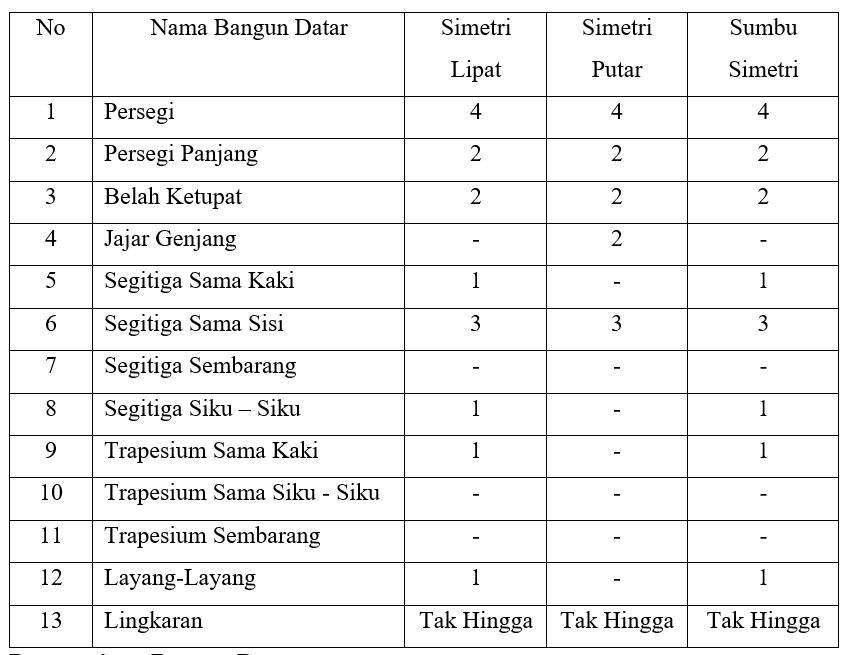 No Nama Bangun Datar Simetri Lipat Simetri Putar Sumbu Simetri
1 Persegi 4 4 4
2 Persegi Panjang 2 2 2
3 Belah Ketupat 2 2 2
4 Jajar Genjang - 2 -
5 Segitiga Sama Kaki 1 - 1
6 Segitiga Sama Sisi 3 3 3
7 Segitiga Sembarang - - -
8 Segitiga Siku – Siku 1 - 1
9 Trapesium Sama Kaki 1 - 1
10 Trapesium Sama Siku - Siku - - -
11 Trapesium Sembarang - - -
12 Layang-Layang 1 - 1
13 Lingkaran Tak Hingga Tak Hingga Tak Hingga